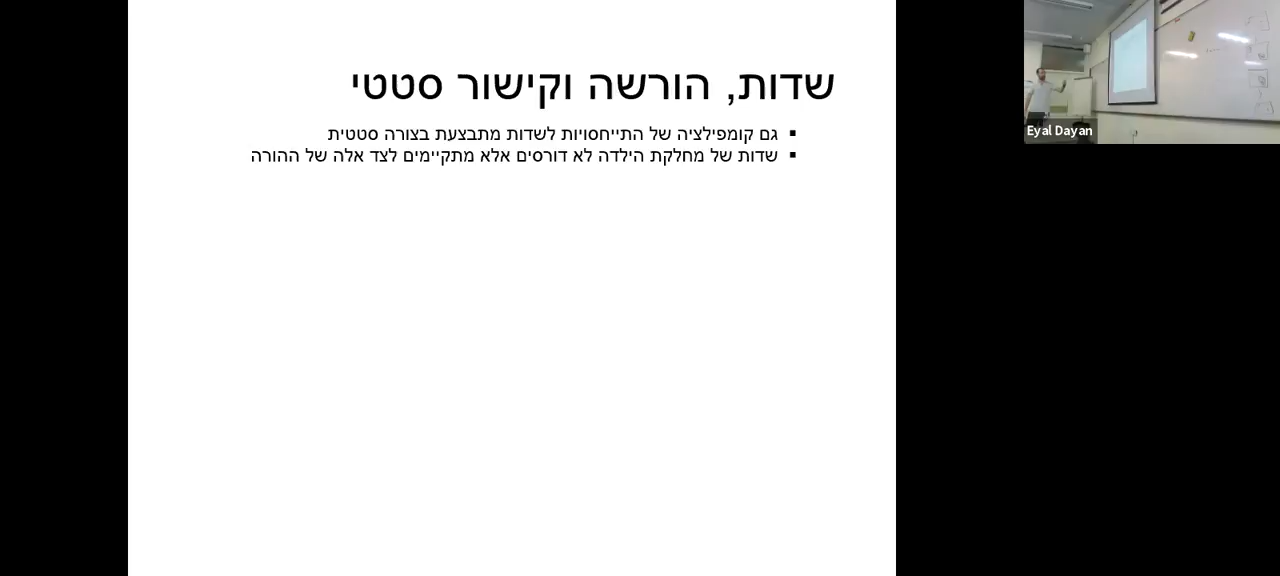 שדות, הורשה וקישור סטטי
▪ גם קומפילציה של התייחסויות לשדות מתבצעת בצורה סטטית
▪ שדות של מחלקת הילדה לא דורסים אלא מתקיימים לצד אלה של ההורה
Eyal Dayan